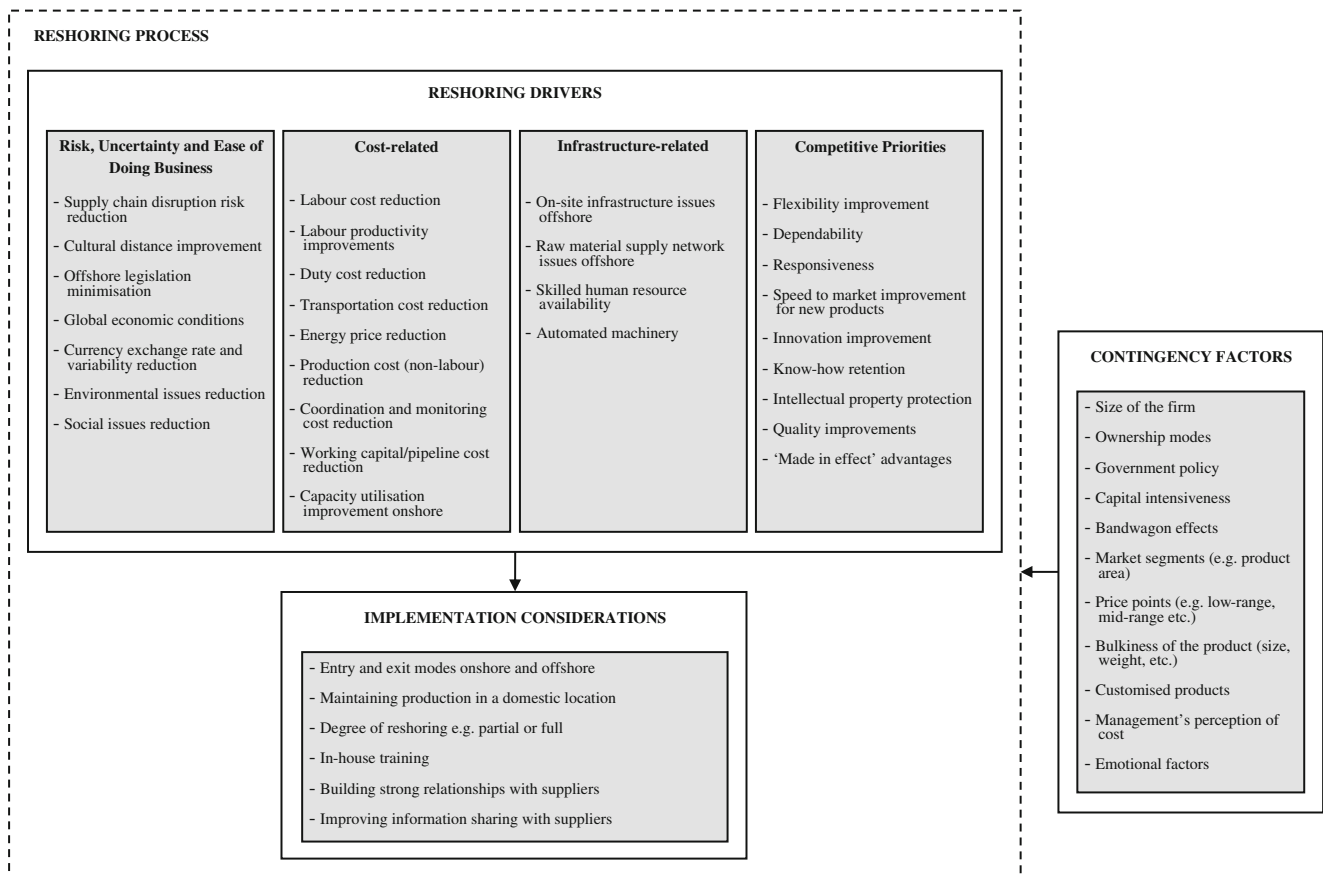 RESHORING PROCESS
RESHORING DRIVERS
Risk, Uncertainty and Ease of
Doing Business
- Supply chain disruption risk
reduction
- Cultural distance improvement
- Offshore legislation
minimisation
- Global economic conditions
- Currency exchange rate and
variability reduction
- Environmental issues reduction
- Social issues reduction
Cost-related
- Labour cost reduction
- Labour productivity
improvements
- Duty cost reduction
- Transportation cost reduction
- Energy price reduction
- Production cost (non-labour)
reduction
- Coordination and monitoring
cost reduction
- Working capital/pipeline cost
reduction
- Capacity utilisation
improvement onshore
Infrastructure-related
- On-site infrastructure issues
offshore
- Raw material supply network
issues offshore
- Skilled human resource
availability
- Automated machinery
Competitive Priorities
- Flexibility improvement
- Dependability
- Responsiveness
- Speed to market improvement
for new products
- Innovation improvement
- Know-how retention
- Intellectual property protection
- Quality improvements
- ‘Made in effect’ advantages
IMPLEMENTATION CONSIDERATIONS
- Entry and exit modes onshore and offshore
- Maintaining production in a domestic location
- Degree of reshoring e.g. partial or full
- In-house training
- Building strong relationships with suppliers
- Improving information sharing with suppliers
CONTINGENCY FACTORS
- Size of the firm
- Ownership modes
- Government policy
- Capital intensiveness
- Bandwagon effects
- Market segments (e.g. product
area)
- Price points (e.g. low-range,
mid-range etc.)
- Bulkiness of the product (size,
weight, etc.)
- Customised products
- Management’s perception of
cost
- Emotional factors